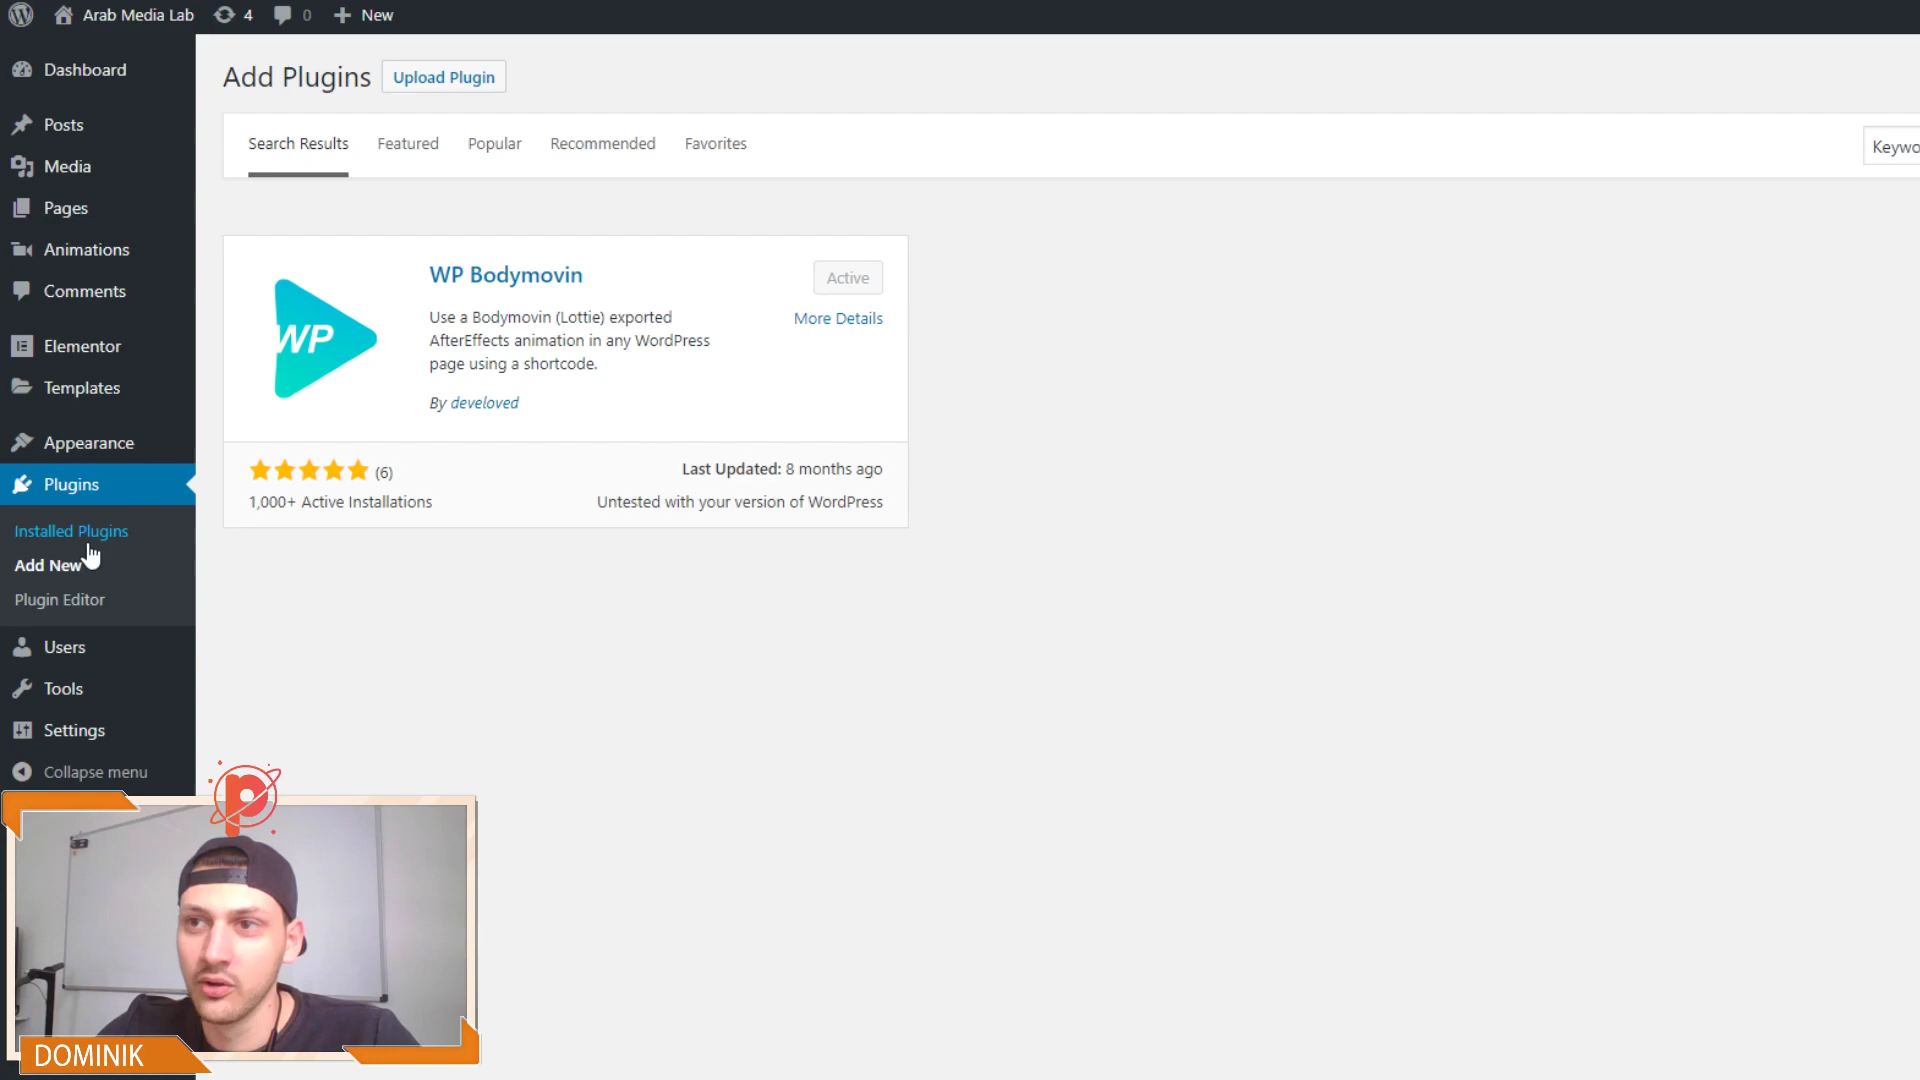 Arab Media Lab 4 0 New
Dashboard
Posts
Media
Pages
Animations
Comments
Elementor
Templates
Appearance
Plugins
Installed Plugins
Add New
Plugin Editor
Users
Tools
Settings
Collapse menu
Add Plugins Upload Plugin
Search Results Featured Popular Recommended Favorites
Keywo
WP
WP Bodymovin
Active
More Details
Use a Bodymovin (Lottie) exported
AfterEffects animation in any WordPress
page using a shortcode.
By develoved
(6)
1,000+ Active Installations
Last Updated: 8 months ago
Untested with your version of WordPress
P
DOMINIK